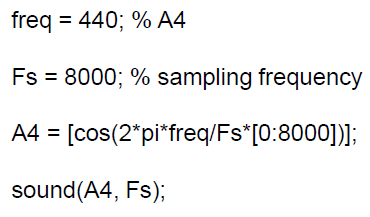 freq = 440; % A4
Fs = 8000; % sampling frequency
A4 = [cos(2*pi*freq/Fs*[0:8000])];
sound(A4, Fs);